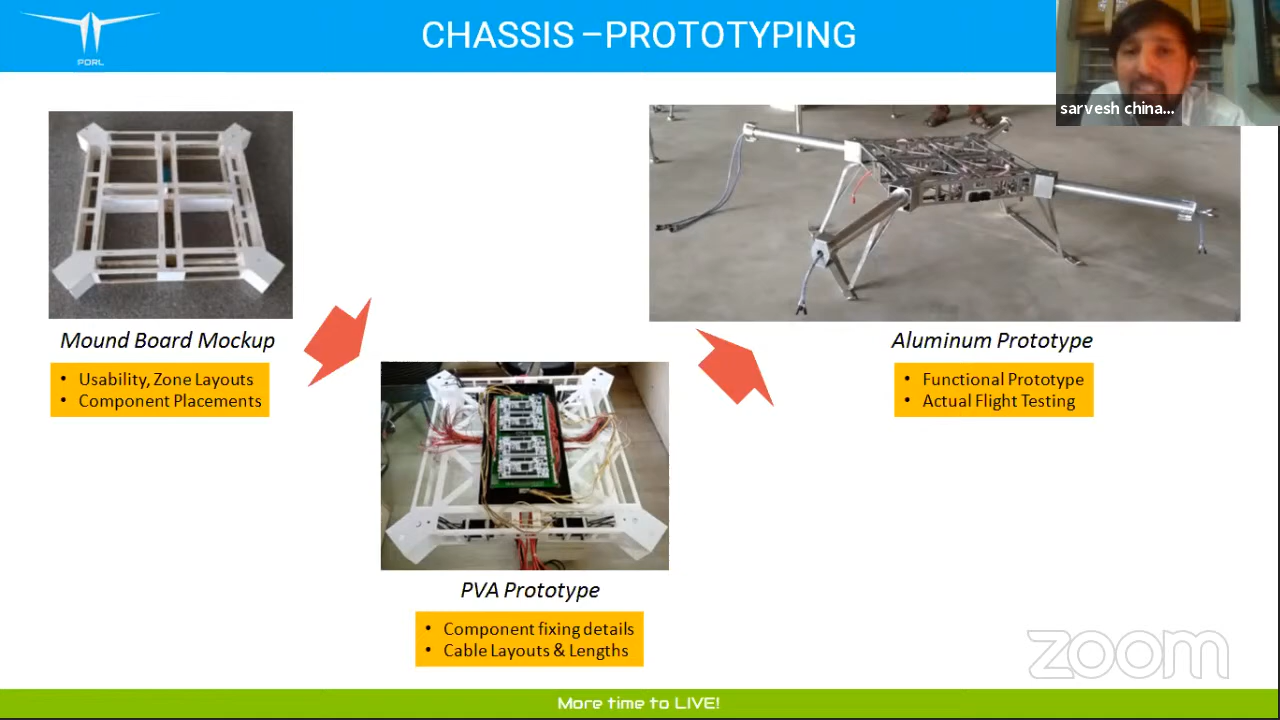 CHASSIS –PROTOTYPING
PDRL
sarvesh china...
Mound Board Mockup
• Usability, Zone Layouts
• Component Placements
Aluminum Prototype
• Functional Prototype
• Actual Flight Testing
PVA Prototype
• Component fixing details
• Cable Layouts & Lengths
zoom
More time to LIVE!